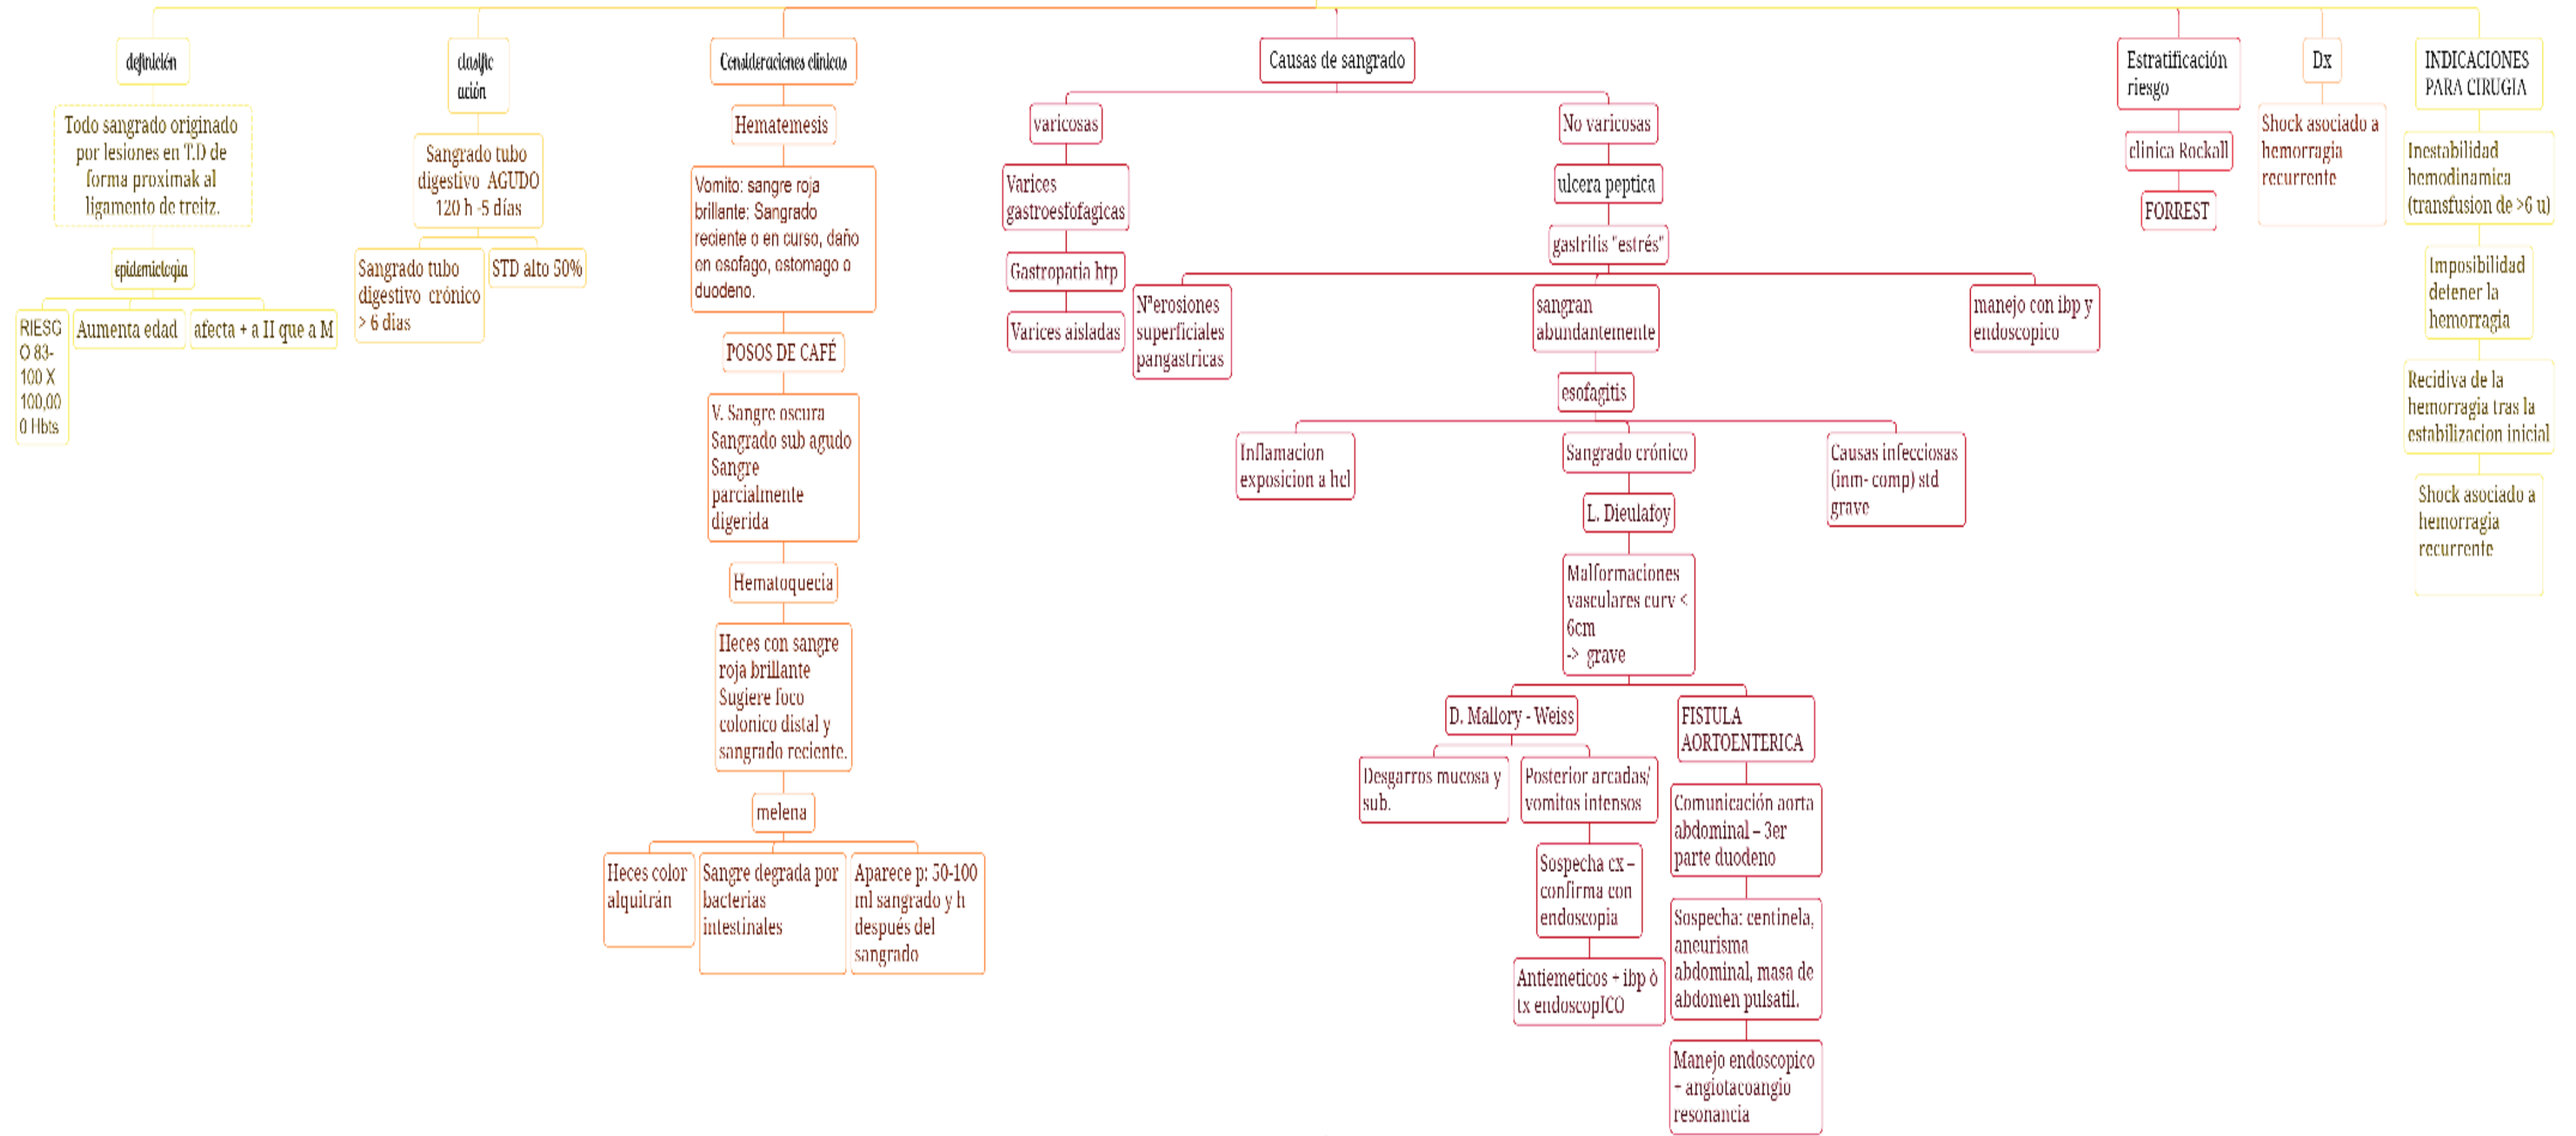 definición
Todo sangrado originado
por lesiones en T.D de
forma proximak al
ligamento de treitz.
epidemiologia
RIESG
O 83-
100 X
100,00
0 Hbts
Aumenta edad
afecta + a H que a M
clasific
ación
Sangrado tubo
digestivo AGUDO
120 h -5 días
Sangrado tubo
digestivo crónico
> 6 días
STD alto 50%
Consideraciones clinicas
Hematemesis
Vomito: sangre roja
brillante: Sangrado
reciente o en curso, daño
en esofago, estomago o
duodeno.
POSOS DE CAFÉ
V. Sangre oscura
Sangrado sub agudo
Sangre
parcialmente
digerida
Hematoquecia
Heces con sangre
roja brillante
Sugiere foco
colonico distal y
sangrado reciente.
melena
Heces color
alquitrán
Sangre degrada por
bacterias
intestinales
Aparece p: 50-100
ml sangrado y h
después del
sangrado
Causas de sangrado
varicosas
Varices
gastroesfofagicas
Gastropatia htp
Varices aisladas
No varicosas
ulcera peptica
gastritis "estrés"
Nªerosiones
superficiales
pangastricas
sangran
abundantemente
manejo con ibp y
endoscopico
esofagitis
Inflamacion
exposicion a hcl
Sangrado crónico
Causas infecciosas
(inm- comp) std
grave
L. Dieulafoy
Malformaciones
vasculares curv <
6cm
-> grave
D. Mallory - Weiss
Desgarros mucosa y
sub.
Posterior arcadas/
vomitos intensos
Sospecha cx –
confirma con
endoscopia
Antiemeticos + ibp ò
tx endoscopICO
FISTULA
AORTOENTERICA
Comunicación aorta
abdominal – 3er
parte duodeno
Sospecha: centinela,
aneurisma
abdominal, masa de
abdomen pulsatil.
Manejo endoscopico
– angiotacoangio
resonancia
Estratificación
riesgo
clinica Rockall
FORREST
Dx
Shock asociado a
hemorragia
recurrente
INDICACIONES
PARA CIRUGIA
Inestabilidad
hemodinamica
(transfusion de >6 u)
Imposibilidad
detener la
hemorragia
Recidiva de la
hemorragia tras la
estabilizacion inicial
Shock asociado a
hemorragia
recurrente